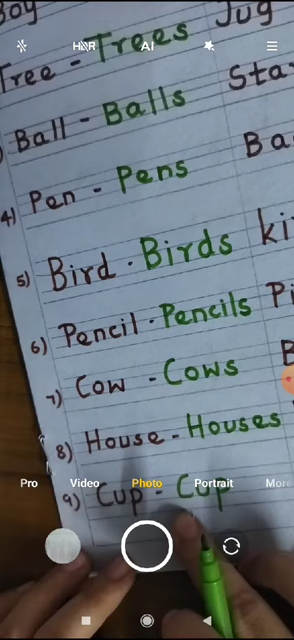 Boy
Jug
HDR AI
Tree - Trees
Ball - Balls
4) Pen - Pens
5) Bird - Birds
6) Pencil - Pencils
7) Cow - Cows
8) House - Houses
Pro Video Photo Portrait More
9) Cup - Cup